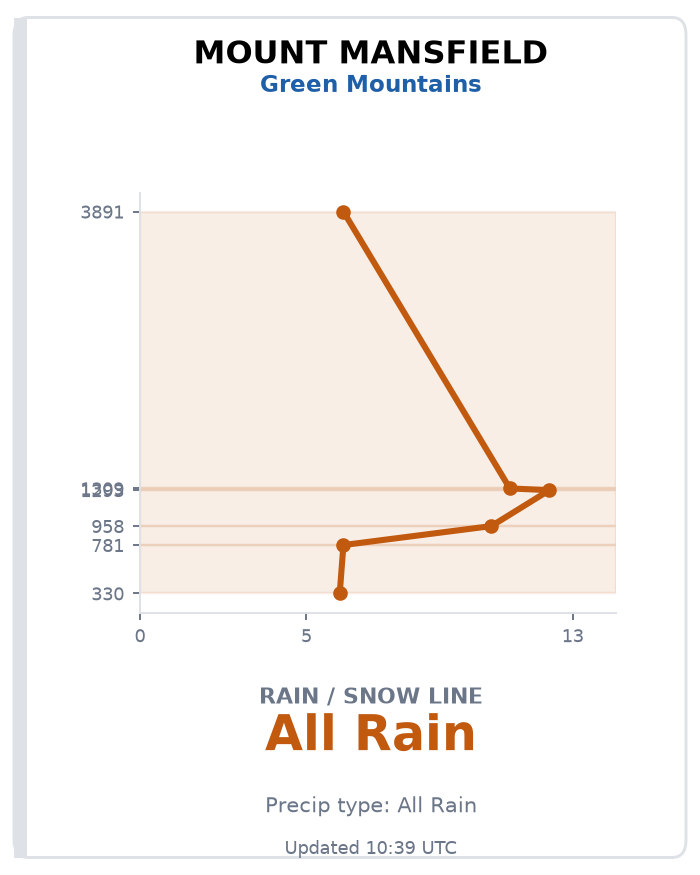 MOUNT MANSFIELD
Green Mountains
3891
958
781
330
0
5
13
RAIN / SNOW LINE
All Rain
Precip type: All Rain
Updated 10:39 UTC